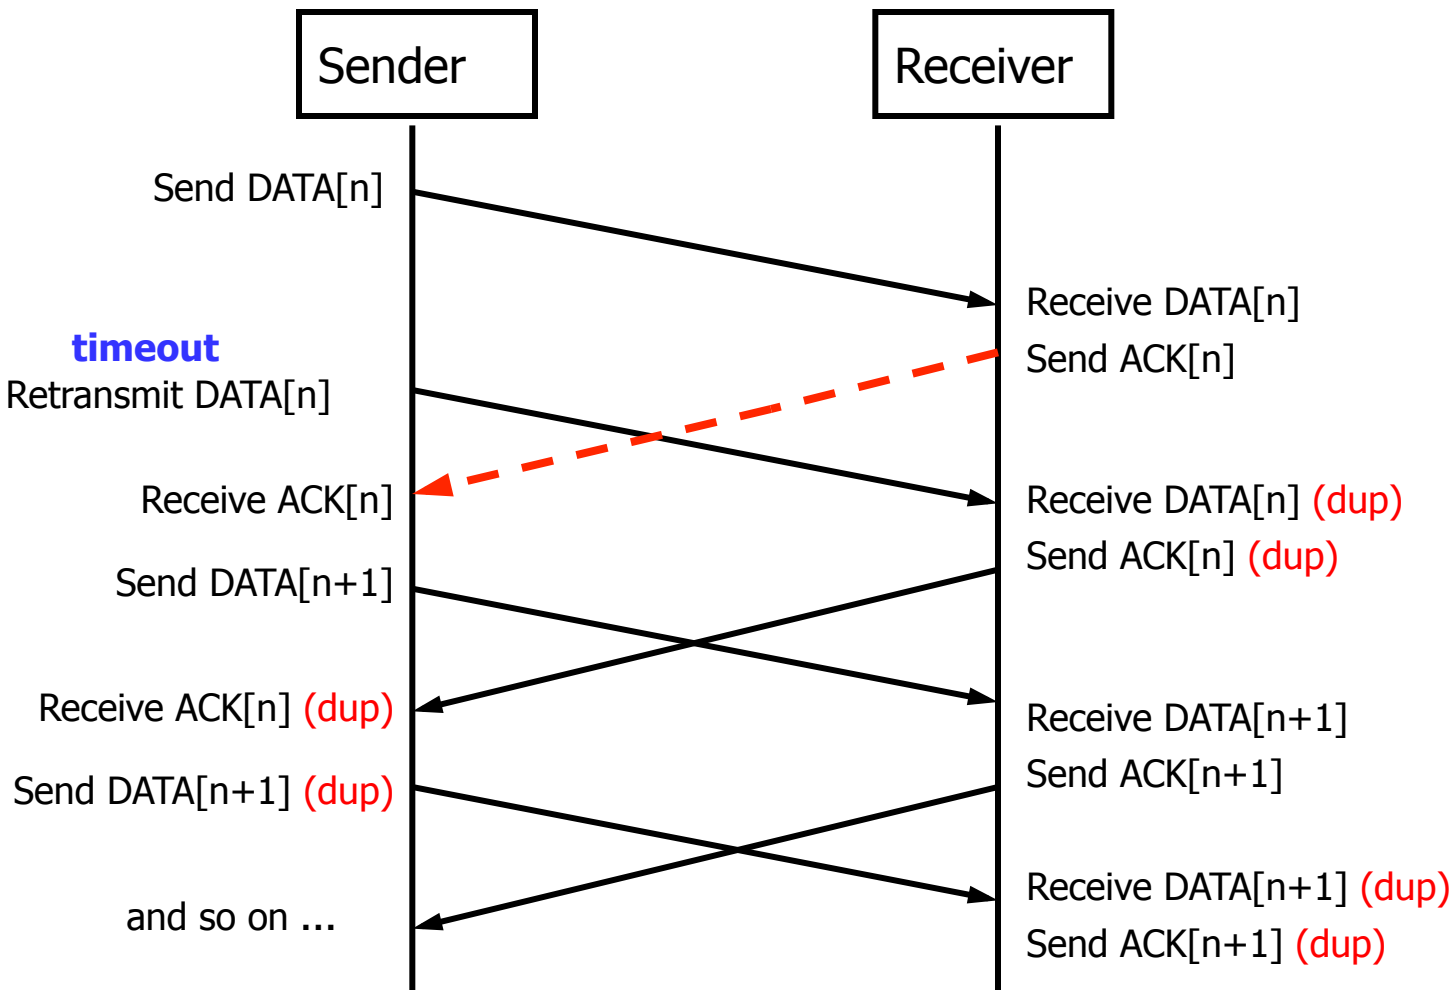 Sender
Receiver
Send DATA[n]
Receive DATA[n]
timeout
Send ACK[n]
Retransmit DATA[n]
Receive ACK[n]
Receive DATA[n] (dup)
Send ACK[n] (dup)
Send DATA[n+1]
Receive ACK[n] (dup)
Receive DATA[n+1]
Send ACK[n+1]
Send DATA[n+1] (dup)
Receive DATA[n+1] (dup)
and so on ...
Send ACK[n+1] (dup)